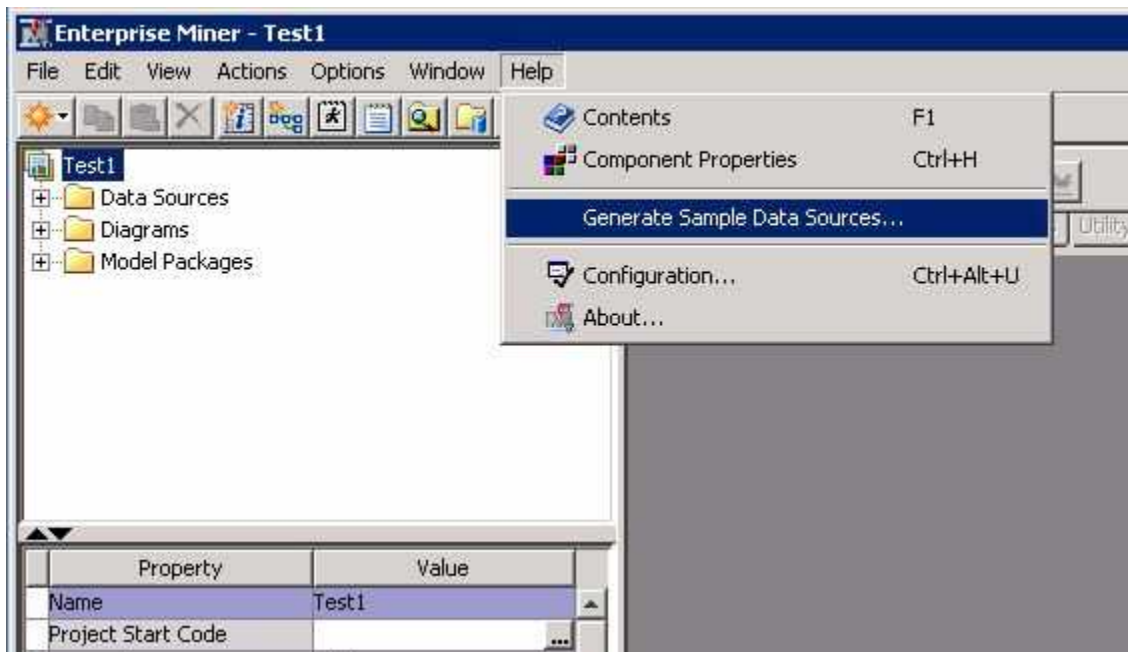 Enterprise Miner - Test1
File Edit View Actions Options Window Help
Contents F1
Component Properties Ctrl+H
Generate Sample Data Sources...
Configuration... Ctrl+Alt+U
About...
Test1
Data Sources
Diagrams
Model Packages
Utility
Property Value
Name Test1
Project Start Code ...